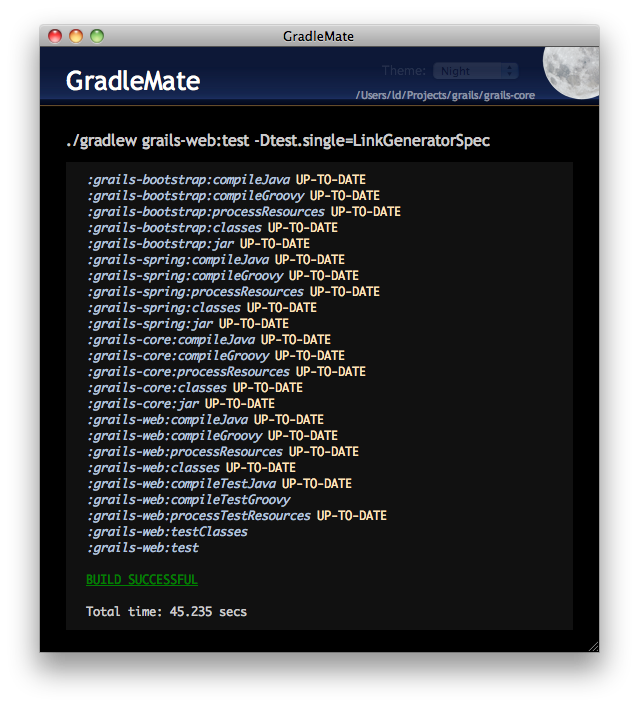 GradleMate
Theme: Night
GradleMate
/Users/ld/Projects/grails/grails-core
./gradlew grails-web:test -Dtest.single=LinkGeneratorSpec
:grails-bootstrap:compileJava UP-TO-DATE
:grails-bootstrap:compileGroovy UP-TO-DATE
:grails-bootstrap:processResources UP-TO-DATE
:grails-bootstrap:classes UP-TO-DATE
:grails-bootstrap:jar UP-TO-DATE
:grails-spring:compileJava UP-TO-DATE
:grails-spring:compileGroovy UP-TO-DATE
:grails-spring:processResources UP-TO-DATE
:grails-spring:classes UP-TO-DATE
:grails-spring:jar UP-TO-DATE
:grails-core:compileJava UP-TO-DATE
:grails-core:compileGroovy UP-TO-DATE
:grails-core:processResources UP-TO-DATE
:grails-core:classes UP-TO-DATE
:grails-core:jar UP-TO-DATE
:grails-web:compileJava UP-TO-DATE
:grails-web:compileGroovy UP-TO-DATE
:grails-web:processResources UP-TO-DATE
:grails-web:classes UP-TO-DATE
:grails-web:compileTestJava UP-TO-DATE
:grails-web:compileTestGroovy
:grails-web:processTestResources UP-TO-DATE
:grails-web:testClasses
:grails-web:test
BUILD SUCCESSFUL
Total time: 45.235 secs